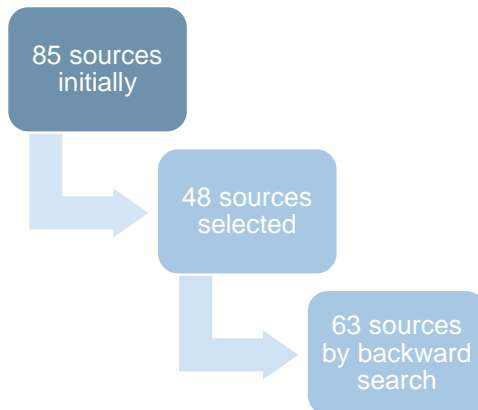 85 sources
initially
48 sources
selected
63 sources
by backward
search